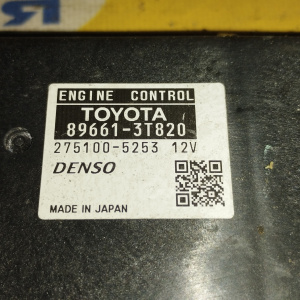 ENGINE CONTROL
TOYOTA
89661-3T820
275100-5253 12V
DENSO
MADE IN JAPAN